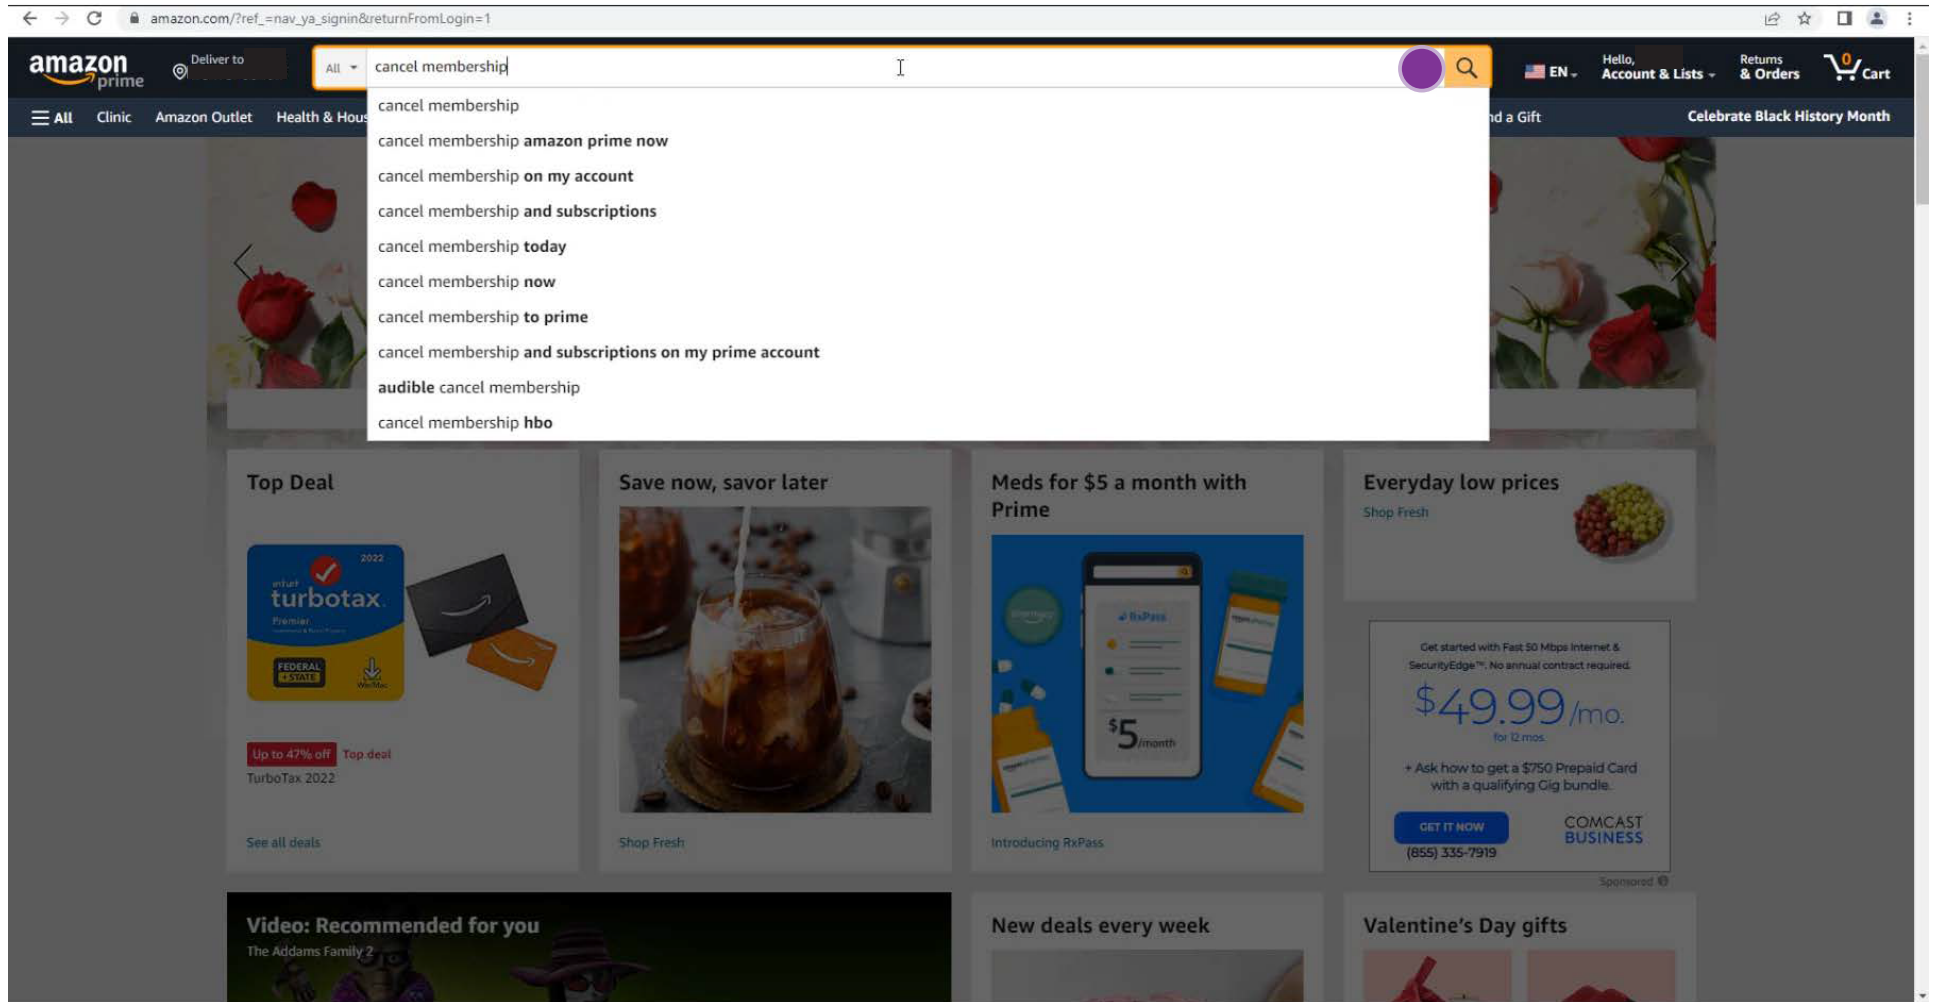 amazon.com/?ref_=nav_ya_signin&returnFromLogin=1
amazon prime
Deliver to
All
cancel membership
EN
Hello,
Account & Lists
Returns
& Orders
0
Cart
All
Clinic
Amazon Outlet
Health & Hous
nd a Gift
Celebrate Black History Month
cancel membership
cancel membership amazon prime now
cancel membership on my account
cancel membership and subscriptions
cancel membership today
cancel membership now
cancel membership to prime
cancel membership and subscriptions on my prime account
audible cancel membership
cancel membership hbo
Top Deal
2022
intuit
turbotax.
Premier
FEDERAL
+ STATE
Win/Mac
Up to 47% off
Top deal
TurboTax 2022
See all deals
Save now, savor later
Shop Fresh
Meds for $5 a month with
Prime
RxPass
$5/month
Introducing RxPass
Everyday low prices
Shop Fresh
Get started with Fast 50 Mbps Internet &
SecurityEdge™. No annual contract required.
$49.99/mo.
for 12 mos.
+ Ask how to get a $750 Prepaid Card
with a qualifying Gig bundle.
GET IT NOW
(855) 335-7919
COMCAST
BUSINESS
Sponsored
Video: Recommended for you
The Addams Family 2
New deals every week
Valentine's Day gifts